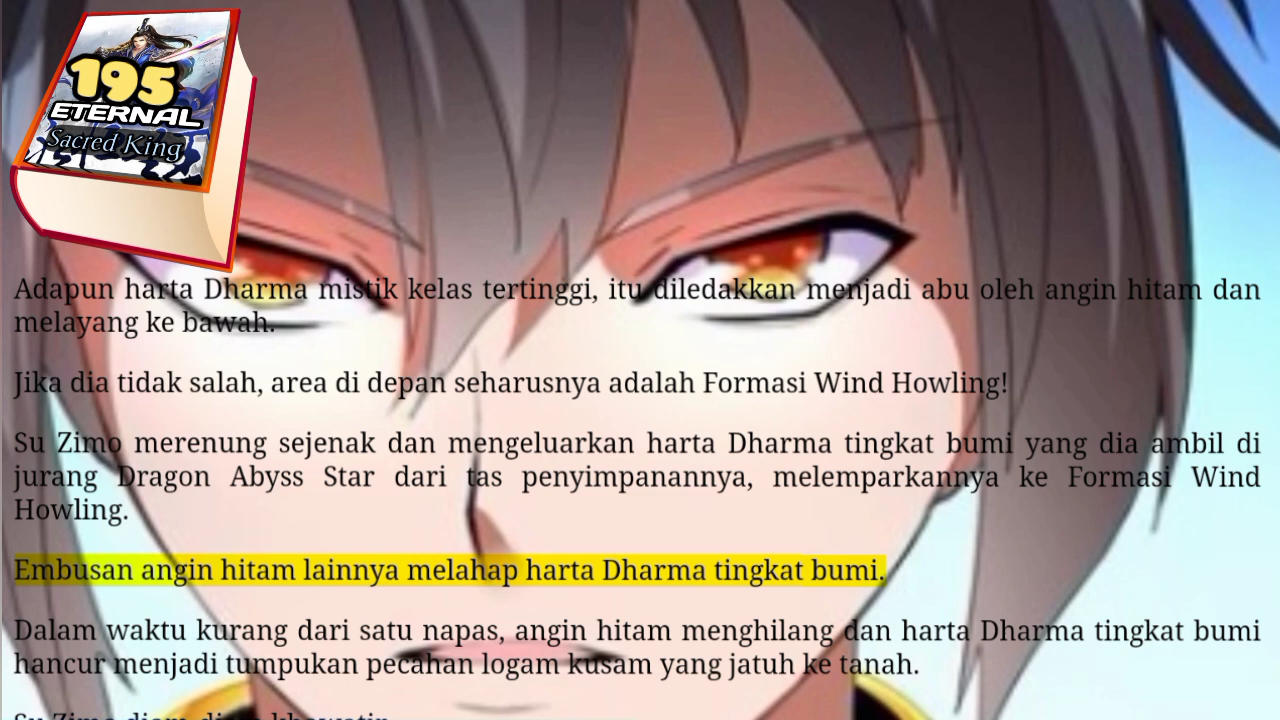 195
ETERNAL
Sacred King
Adapun harta Dharma mistik kelas tertinggi, itu diledakkan menjadi abu oleh angin hitam dan
melayang ke bawah.
Jika dia tidak salah, area di depan seharusnya adalah Formasi Wind Howling!
Su Zimo merenung sejenak dan mengeluarkan harta Dharma tingkat bumi yang dia ambil di
jurang Dragon Abyss Star dari tas penyimpanannya, melemparkannya ke Formasi Wind
Howling.
Embusan angin hitam lainnya melahap harta Dharma tingkat bumi.
Dalam waktu kurang dari satu napas, angin hitam menghilang dan harta Dharma tingkat bumi
hancur menjadi tumpukan pecahan logam kusam yang jatuh ke tanah.
Su Zimo diam-diam khawatir.